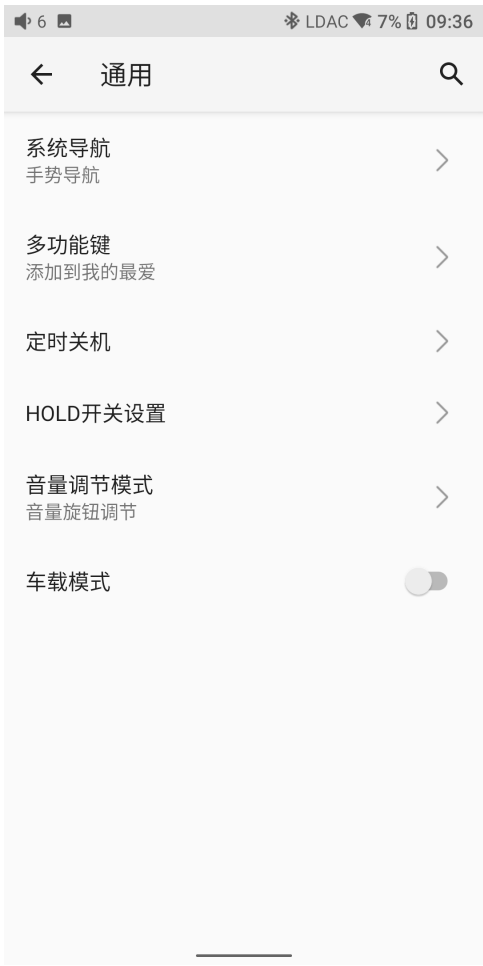 6 LDAC 7% 09:36
通用
系统导航
手势导航
多功能键
添加到我的最爱
定时关机
HOLD开关设置
音量调节模式
音量旋钮调节
车载模式